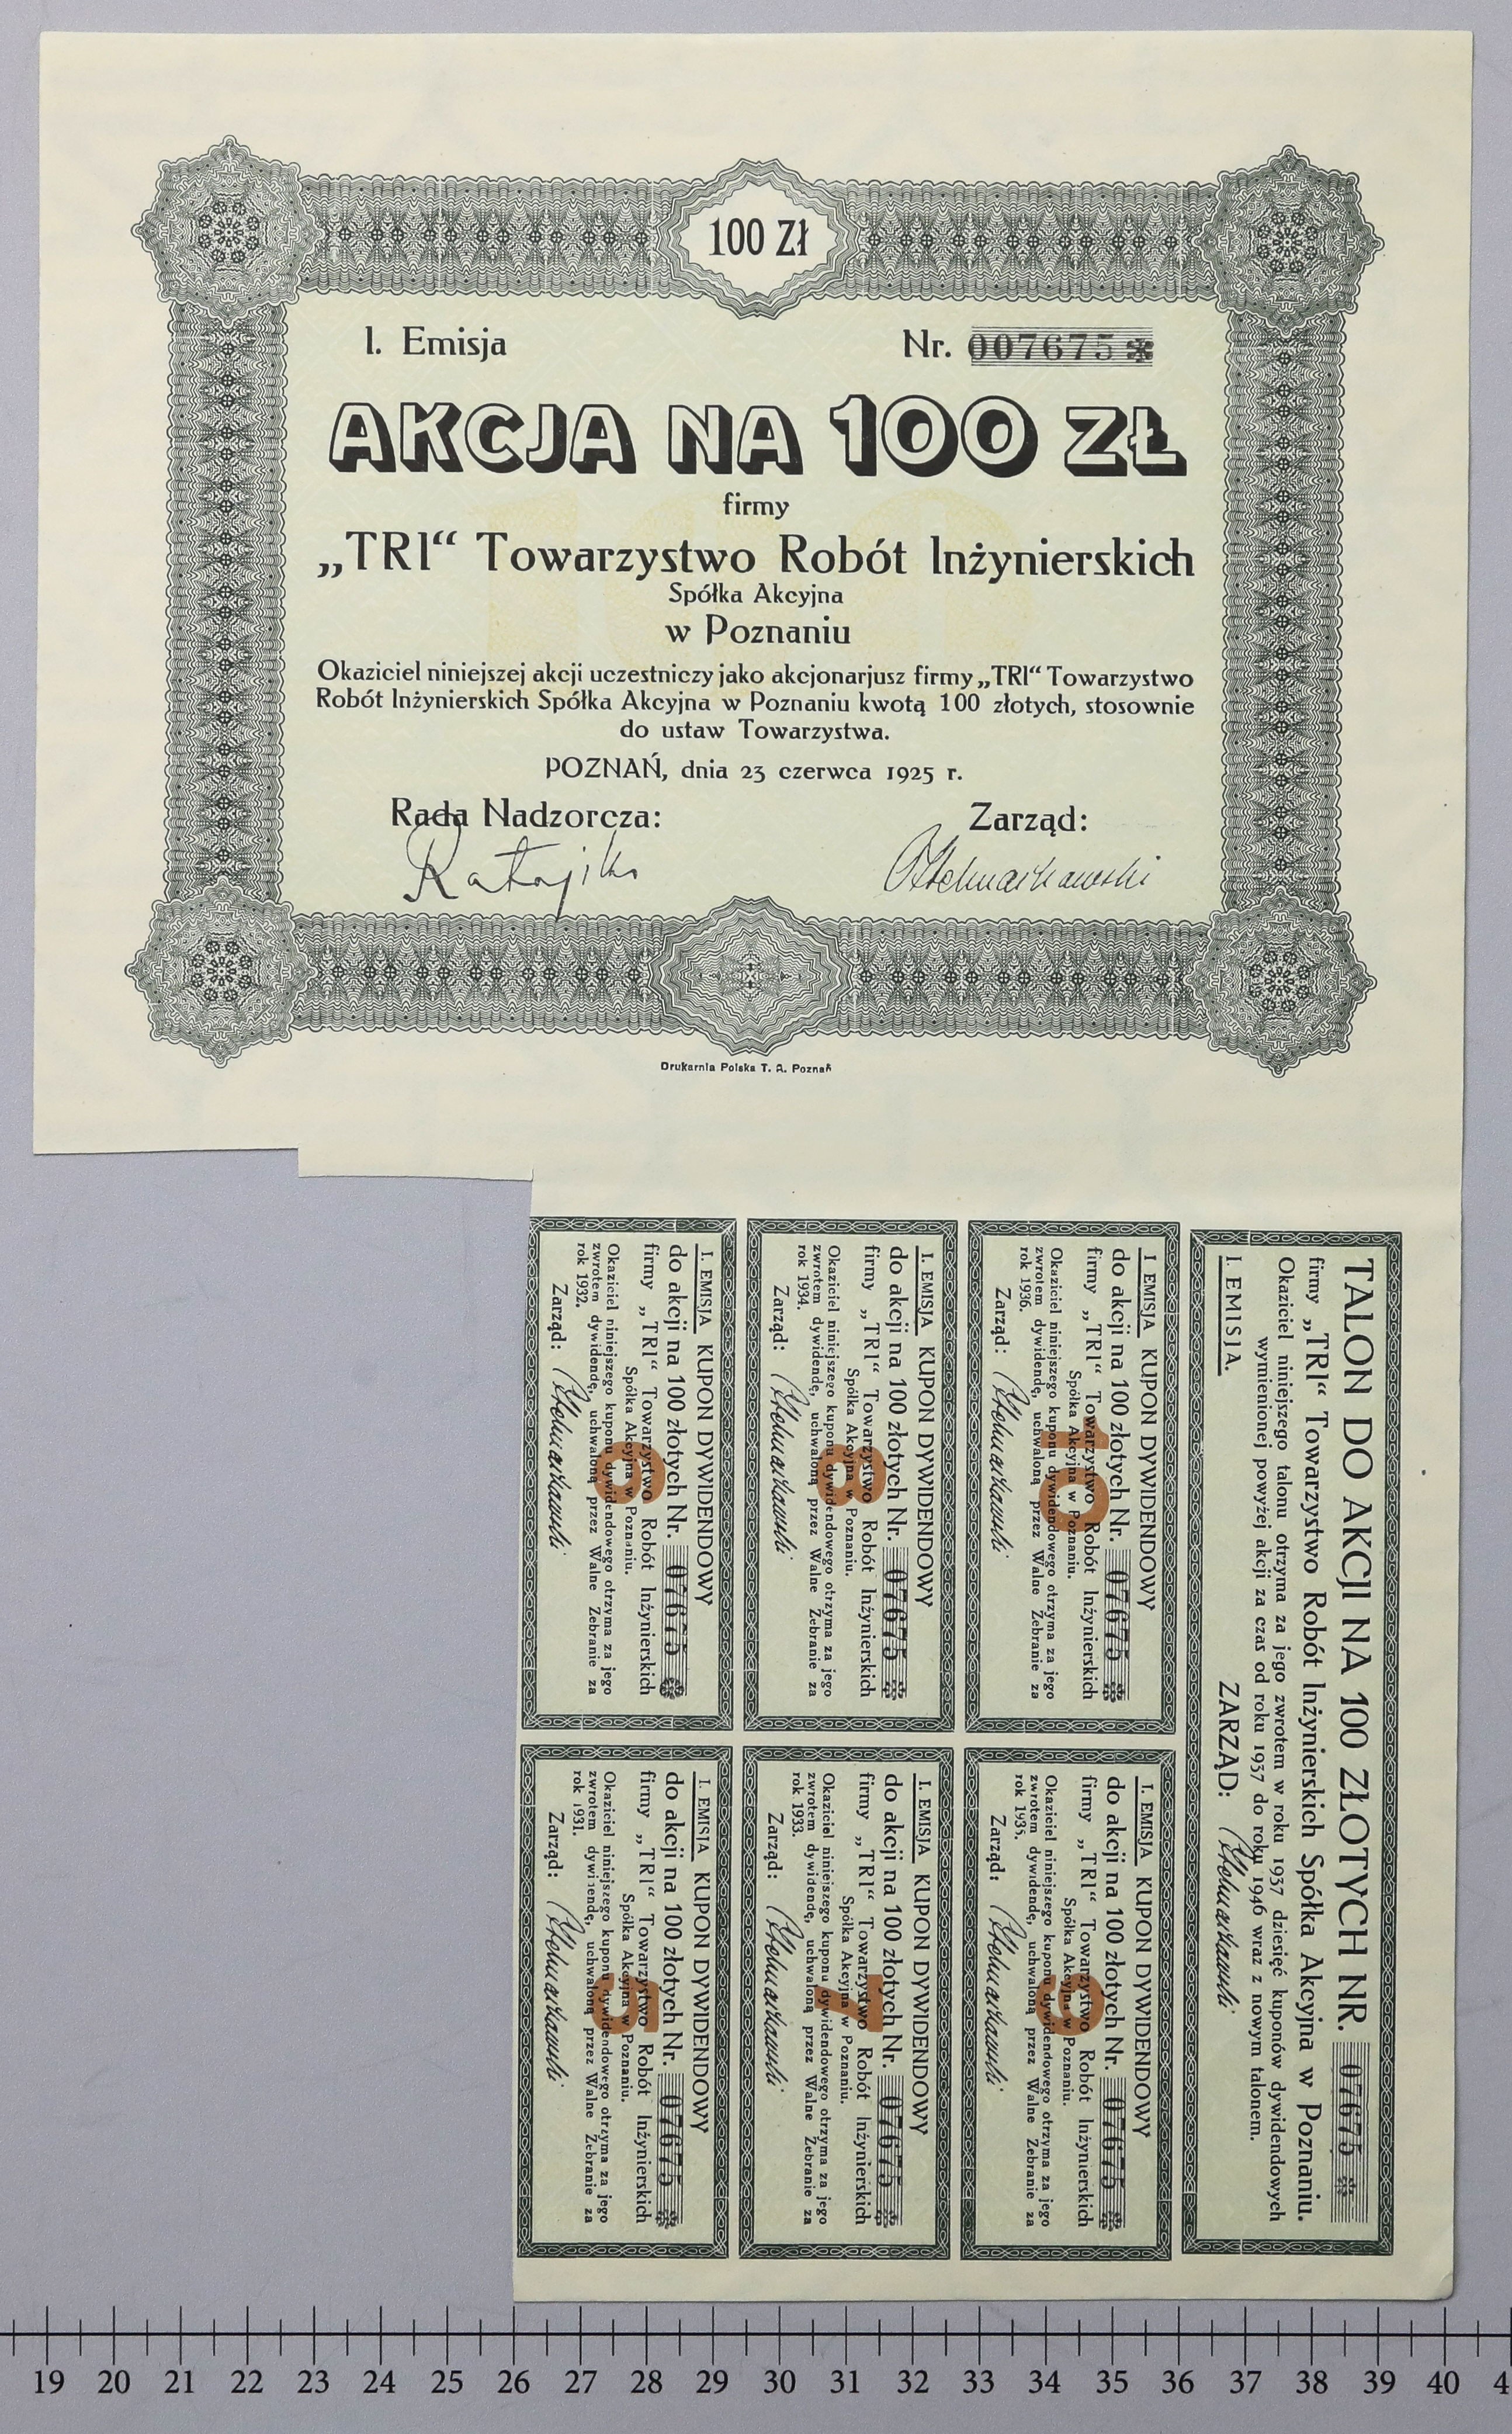 100 Zł
I. Emisja
Nr. 007675
AKCJA NA 100 ZŁ
firmy
„TRI“ Towarzystwo Robót Inżynierskich
Spółka Akcyjna
w Poznaniu
Okaziciel niniejszej akcji uczestniczy jako akcjonarjusz firmy „TRI“ Towarzystwo
Robót Inżynierskich Spółka Akcyjna w Poznaniu kwotą 100 złotych, stosownie
do ustaw Towarzystwa.
POZNAŃ, dnia 23 czerwca 1925 r.
Rada Nadzorcza:
Zarząd:
Drukarnia Polska T. A. Poznań
TALON DO AKCJI NA 100 ZŁOTYCH NR. 07675
firmy „TRI“ Towarzystwo Robót Inżynierskich Spółka Akcyjna w Poznaniu.
Okaziciel niniejszego talonu otrzyma za jego zwrotem w roku 1937 dziesięć kuponów dywidendowych
wymienionej powyżej akcji za czas od roku 1937 do roku 1946 wraz z nowym talonem.
I. EMISJA.
ZARZĄD:
I EMISJA KUPON DYWIDENDOWY
do akcji na 100 złotych Nr. 07675
firmy „TRI“ Towarzystwo Robót Inżynierskich
Spółka Akcyjna w Poznaniu.
Okaziciel niniejszego kuponu dywidendowego otrzyma za jego
zwrotem dywidendę, uchwaloną przez Walne Zebranie za
rok 1936.
Zarząd:
10
I. EMISJA KUPON DYWIDENDOWY
do akcji na 100 złotych Nr. 07675
firmy „TRI“ Towarzystwo Robót Inżynierskich
Spółka Akcyjna w Poznaniu.
Okaziciel niniejszego kuponu dywidendowego otrzyma za jego
zwrotem dywidendę, uchwaloną przez Walne Zebranie za
rok 1935.
Zarząd:
9
I. EMISJA KUPON DYWIDENDOWY
do akcji na 100 złotych Nr. 07675
firmy „TRI“ Towarzystwo Robót Inżynierskich
Spółka Akcyjna w Poznaniu.
Okaziciel niniejszego kuponu dywidendowego otrzyma za jego
zwrotem dywidendę, uchwaloną przez Walne Zebranie za
rok 1934.
Zarząd:
8
I. EMISJA KUPON DYWIDENDOWY
do akcji na 100 złotych Nr. 07675
firmy „TRI“ Towarzystwo Robót Inżynierskich
Spółka Akcyjna w Poznaniu.
Okaziciel niniejszego kuponu dywidendowego otrzyma za jego
zwrotem dywidendę, uchwaloną przez Walne Zebranie za
rok 1933.
Zarząd:
7
I. EMISJA KUPON DYWIDENDOWY
do akcji na 100 złotych Nr. 07675
firmy „TRI“ Towarzystwo Robót Inżynierskich
Spółka Akcyjna w Poznaniu.
Okaziciel niniejszego kuponu dywidendowego otrzyma za jego
zwrotem dywidendę, uchwaloną przez Walne Zebranie za
rok 1932.
Zarząd:
6
I. EMISJA KUPON DYWIDENDOWY
do akcji na 100 złotych Nr. 07675
firmy „TRI“ Towarzystwo Robót Inżynierskich
Spółka Akcyjna w Poznaniu.
Okaziciel niniejszego kuponu dywidendowego otrzyma za jego
zwrotem dywidendę, uchwaloną przez Walne Zebranie za
rok 1931.
Zarząd:
5
19 20 21 22 23 24 25 26 27 28 29 30 31 32 33 34 35 36 37 38 39 40 4